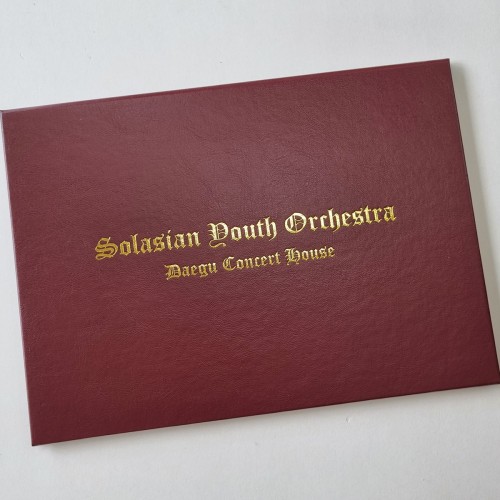 Solasian Youth Orchestra
Daegu Concert House